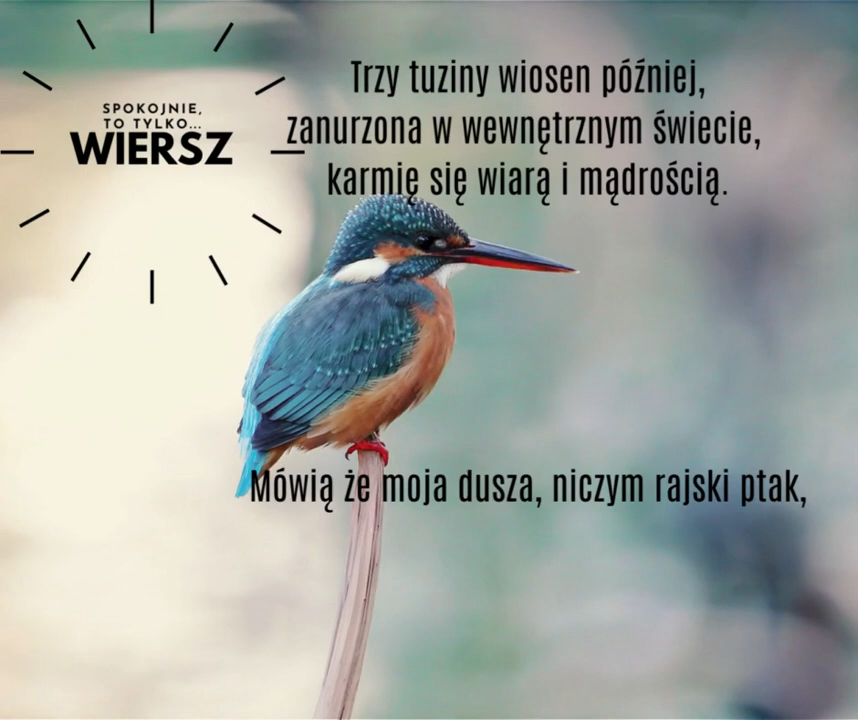 SPOKOJNIE,
TO TYLKO...
WIERSZ
Trzy tuziny wiosen później,
zanurzona w wewnętrznym świecie,
karmię się wiarą i mądrością.
Mówią że moja dusza, niczym rajski ptak,